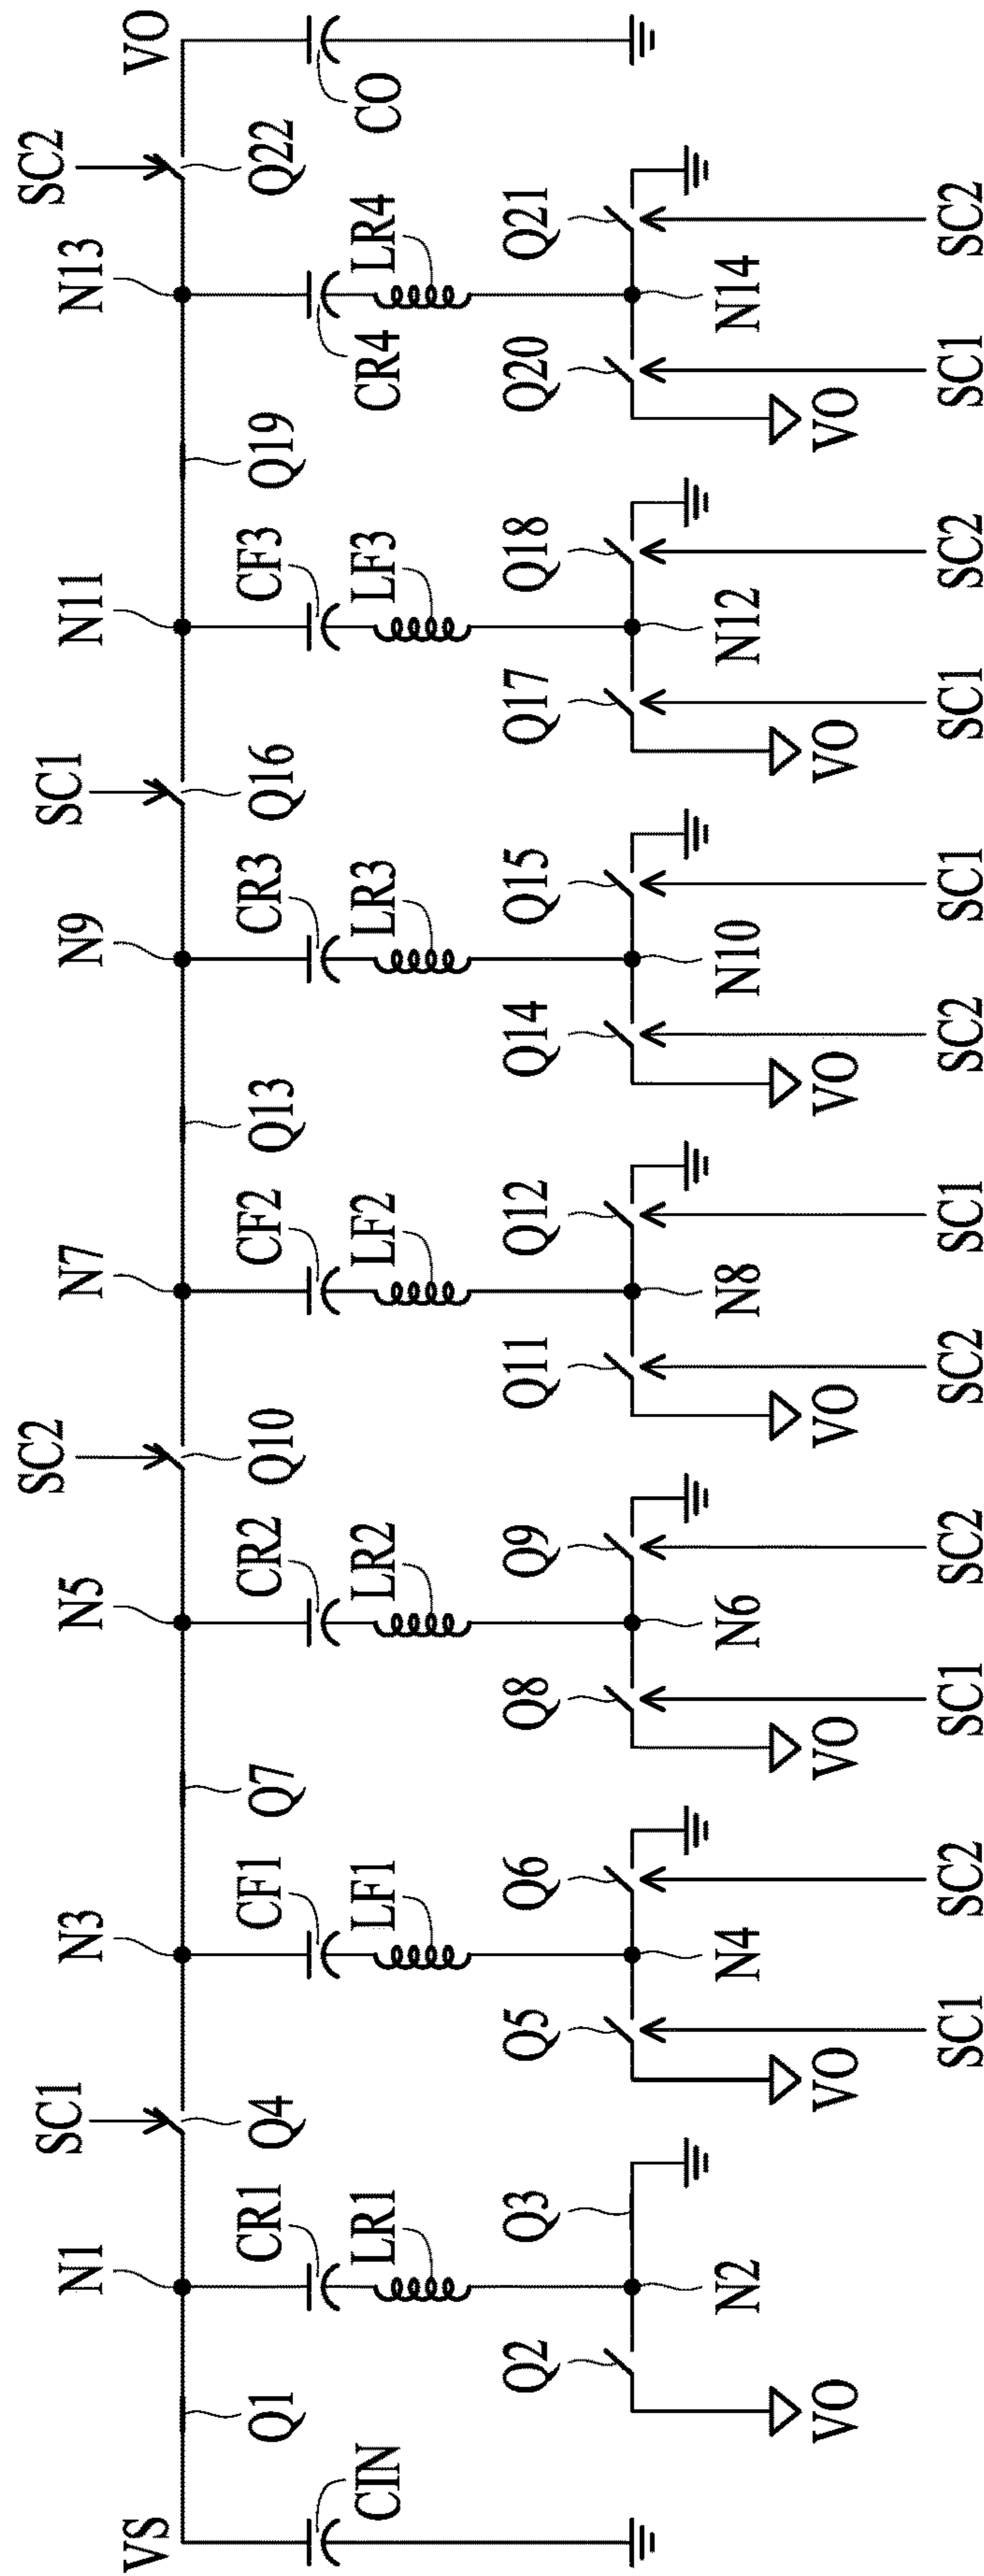 SC1 SC2 SC1 SC2
N1 N3 N5 N7 N9 N11 N13
VS VO
Q1 CR1 Q4 CF1 Q7 CR2 Q10 CF2 Q13 CR3 Q16 CF3 Q19 Q22
CIN LR1 LF1 LR2 LF2 LR3 LF3 CR4 LR4 CO
Q2 Q3 Q5 Q6 Q8 Q9 Q11 Q12 Q14 Q15 Q17 Q18 Q20 Q21
N2 N4 N6 N8 N10 N12 N14
VO VO VO VO VO VO VO
SC1 SC2 SC1 SC2 SC2 SC1 SC2 SC1 SC1 SC2 SC1 SC2